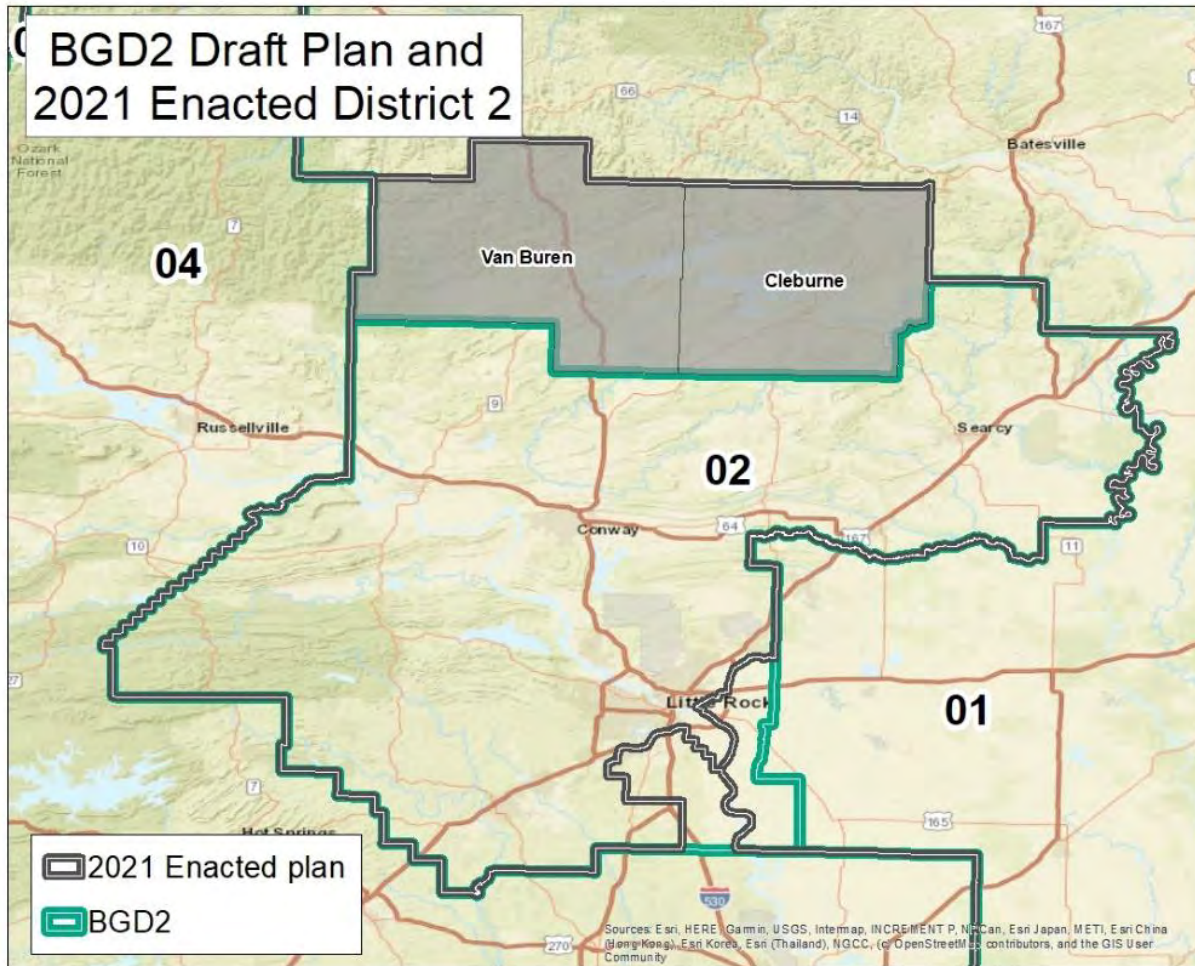 BGD2 Draft Plan and
2021 Enacted District 2
0
66
14
Ozark
National
Forest
Batesville
7
04
Van Buren
Cleburne
9
Russellville
Searcy
02
Conway
64
167
167
10
11
27
Little Rock
01
7
Hot Springs
165
2021 Enacted plan
BGD2
530
270
Sources: Esri, HERE, Garmin, USGS, Intermap, INCREMENT P, NRCan, Esri Japan, METI, Esri China
(Hong Kong), Esri Korea, Esri (Thailand), NGCC, (c) OpenStreetMap contributors, and the GIS User
Community